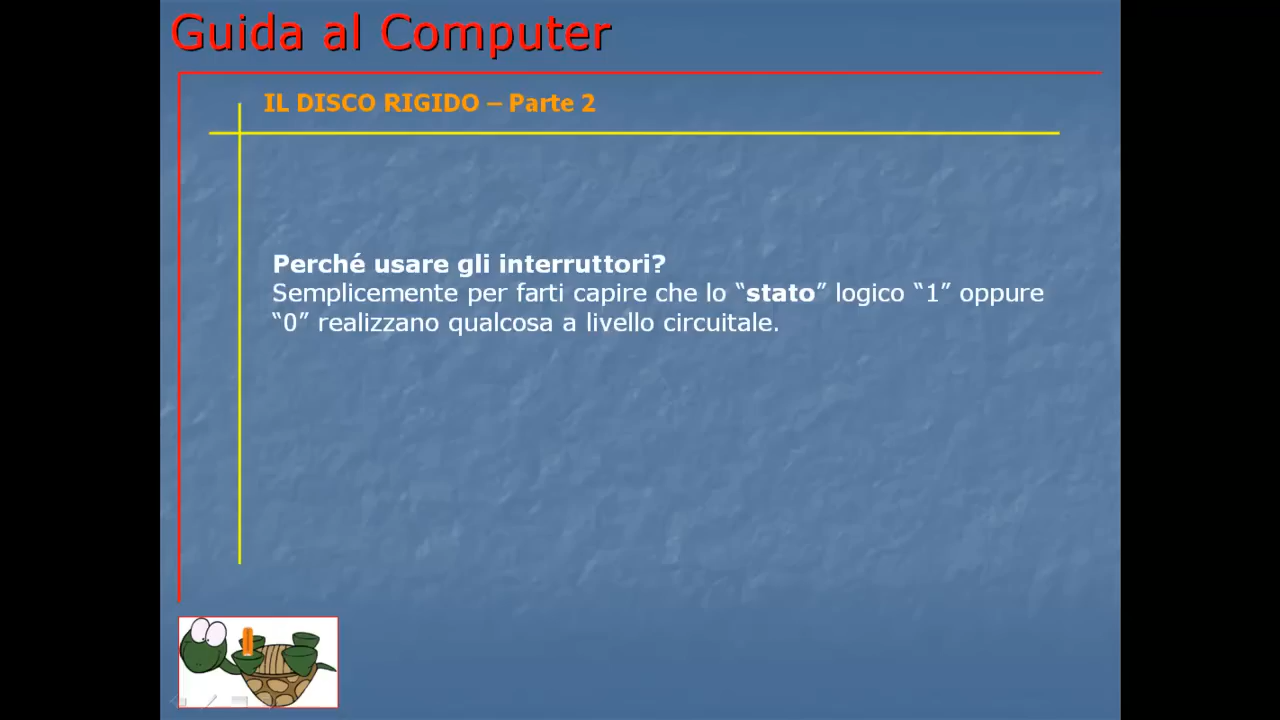 Guida al Computer
IL DISCO RIGIDO – Parte 2
Perché usare gli interruttori?
Semplicemente per farti capire che lo “stato” logico “1” oppure
“0” realizzano qualcosa a livello circuitale.